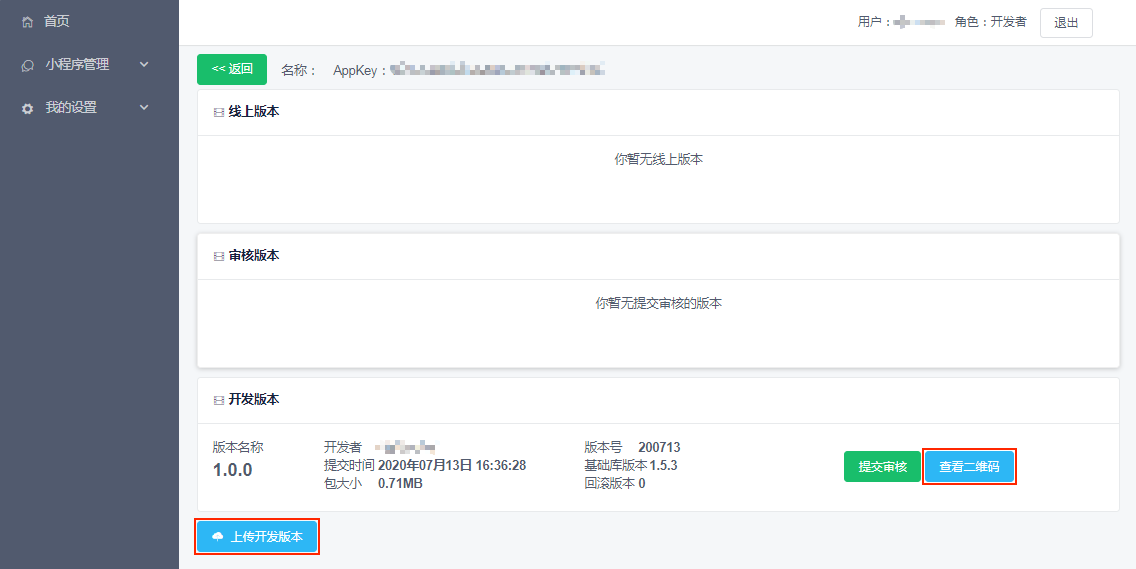 首页
小程序管理
我的设置
用户： 角色：开发者 退出
<< 返回 名称： AppKey：
线上版本
你暂无线上版本
审核版本
你暂无提交审核的版本
开发版本
版本名称
1.0.0
开发者
提交时间 2020年07月13日 16:36:28
包大小 0.71MB
版本号 200713
基础库版本 1.5.3
回滚版本 0
提交审核 查看二维码
上传开发版本